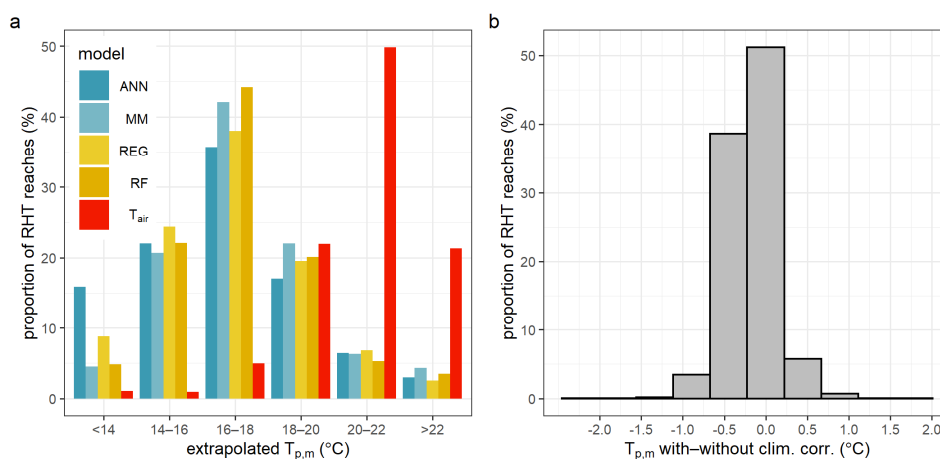 a
proportion of RHT reaches (%)
50
40
30
20
10
0
model
ANN
MM
REG
RF
Tair
<14
14–16
16–18
18–20
20–22
>22
extrapolated Tp,m (°C)
b
proportion of RHT reaches (%)
50
40
30
20
10
0
-2.0
-1.5
-1.0
-0.5
0.0
0.5
1.0
1.5
2.0
Tp,m with–without clim. corr. (°C)